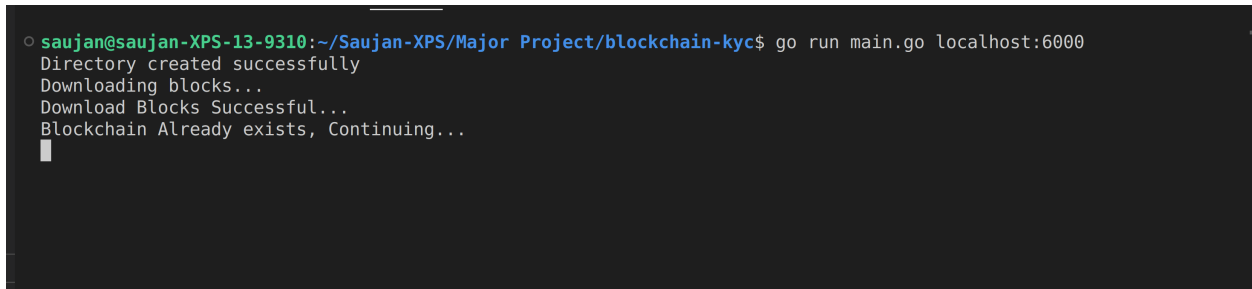 saujan@saujan-XPS-13-9310:~/Saujan-XPS/Major Project/blockchain-kyc$ go run main.go localhost:6000
Directory created successfully
Downloading blocks...
Download Blocks Successful...
Blockchain Already exists, Continuing...